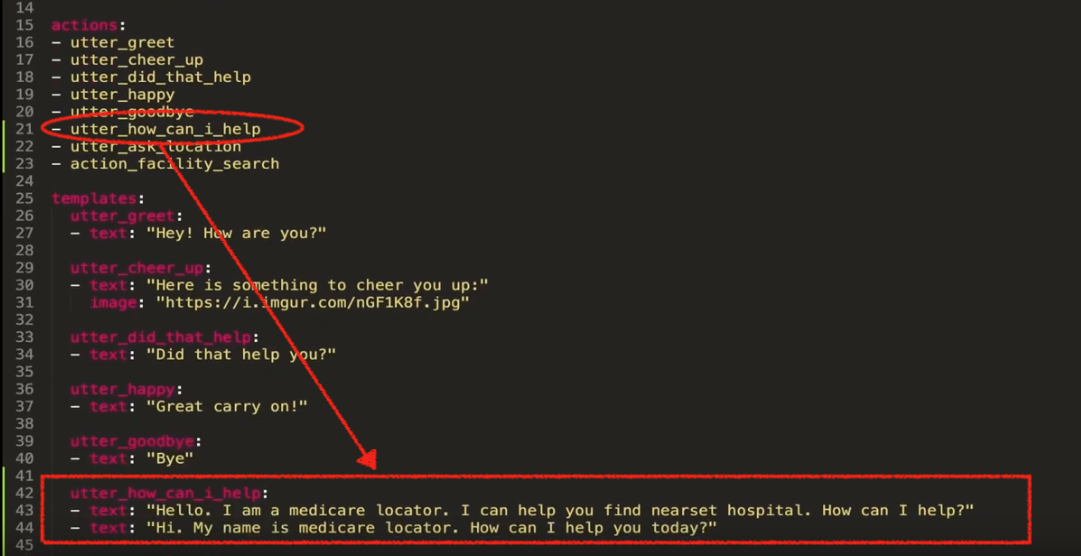 14
15 actions:
16 - utter_greet
17 - utter_cheer_up
18 - utter_did_that_help
19 - utter_happy
20 - utter_goodbye
21 - utter_how_can_i_help
22 - utter_ask_location
23 - action_facility_search
24
25 templates:
26 utter_greet:
27 - text: "Hey! How are you?"
28
29 utter_cheer_up:
30 - text: "Here is something to cheer you up:"
31 image: "https://i.imgur.com/nGF1K8f.jpg"
32
33 utter_did_that_help:
34 - text: "Did that help you?"
35
36 utter_happy:
37 - text: "Great carry on!"
38
39 utter_goodbye:
40 - text: "Bye"
41
42 utter_how_can_i_help:
43 - text: "Hello. I am a medicare locator. I can help you find nearset hospital. How can I help?"
44 - text: "Hi. My name is medicare locator. How can I help you today?"
45